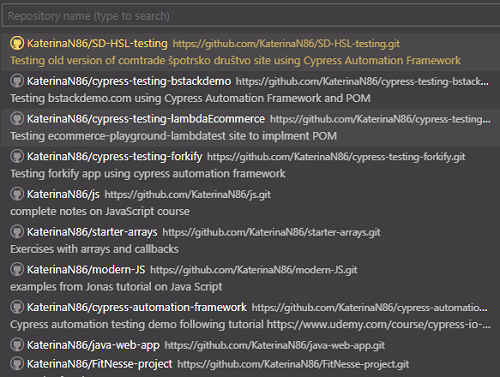 Repository name (type to search)
KaterinaN86/SD-HSL-testing https://github.com/KaterinaN86/SD-HSL-testing.git
Testing old version of comtrade špotrsko društvo site using Cypress Automation Framework
KaterinaN86/cypress-testing-bstackdemo https://github.com/KaterinaN86/cypress-testing-bstack...
Testing bstackdemo.com using Cypress Automation Framework and POM
KaterinaN86/cypress-testing-lambdaEcommerce https://github.com/KaterinaN86/cypress-testing...
Testing ecommerce-playground-lambdatest site to implment POM
KaterinaN86/cypress-testing-forkify https://github.com/KaterinaN86/cypress-testing-forkify.git
Testing forkify app using cypress automation framework
KaterinaN86/js https://github.com/KaterinaN86/js.git
complete notes on JavaScript course
KaterinaN86/starter-arrays https://github.com/KaterinaN86/starter-arrays.git
Exercises with arrays and callbacks
KaterinaN86/modern-JS https://github.com/KaterinaN86/modern-JS.git
examples from Jonas tutorial on Java Script
KaterinaN86/cypress-automation-framework https://github.com/KaterinaN86/cypress-automatio...
Cypress automation testing demo following tutorial https://www.udemy.com/course/cypress-io-...
KaterinaN86/java-web-app https://github.com/KaterinaN86/java-web-app.git
KaterinaN86/FitNesse-project https://github.com/KaterinaN86/FitNesse-project.git